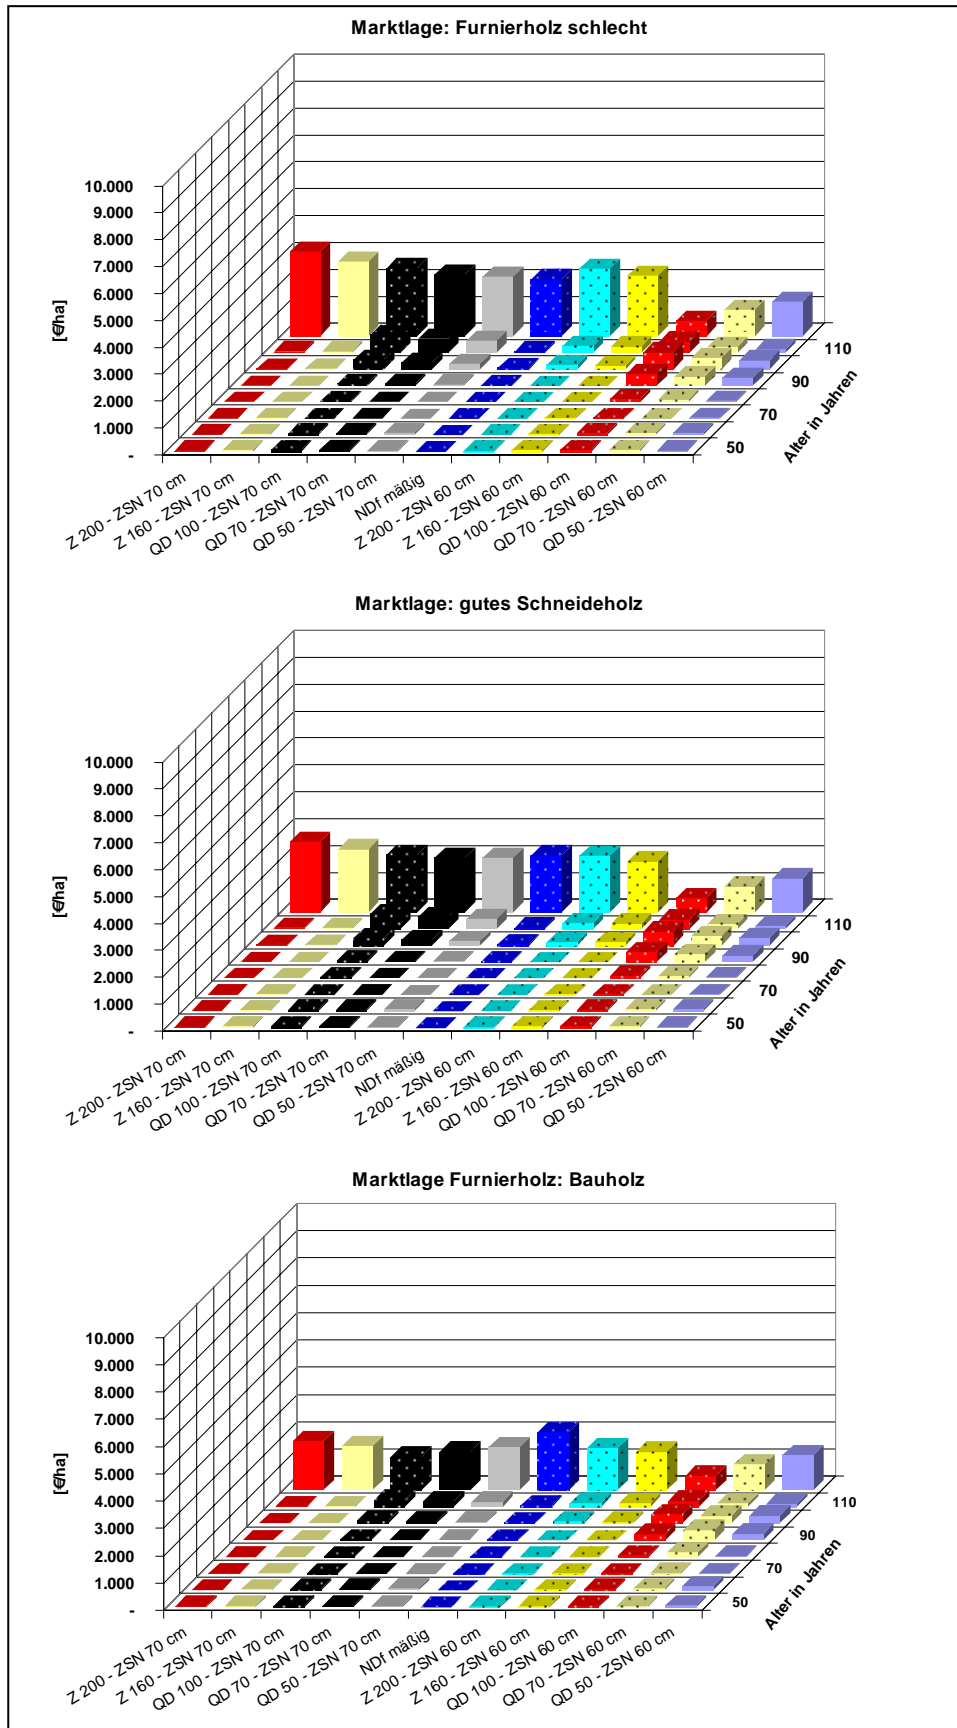 Marktlage: Furnierholz schlecht
10.000
9.000
8.000
7.000
6.000
5.000
4.000
3.000
2.000
1.000
-
[€/ha]
110
90
70
50
Alter in Jahren
Z 200 - ZSN 70 cm
Z 160 - ZSN 70 cm
QD 100 - ZSN 70 cm
QD 70 - ZSN 70 cm
QD 50 - ZSN 70 cm
NDf mäßig
Z 200 - ZSN 60 cm
Z 160 - ZSN 60 cm
QD 100 - ZSN 60 cm
QD 70 - ZSN 60 cm
QD 50 - ZSN 60 cm
Marktlage: gutes Schneideholz
10.000
9.000
8.000
7.000
6.000
5.000
4.000
3.000
2.000
1.000
-
[€/ha]
110
90
70
50
Alter in Jahren
Z 200 - ZSN 70 cm
Z 160 - ZSN 70 cm
QD 100 - ZSN 70 cm
QD 70 - ZSN 70 cm
QD 50 - ZSN 70 cm
NDf mäßig
Z 200 - ZSN 60 cm
Z 160 - ZSN 60 cm
QD 100 - ZSN 60 cm
QD 70 - ZSN 60 cm
QD 50 - ZSN 60 cm
Marktlage Furnierholz: Bauholz
10.000
9.000
8.000
7.000
6.000
5.000
4.000
3.000
2.000
1.000
-
[€/ha]
110
90
70
50
Alter in Jahren
Z 200 - ZSN 70 cm
Z 160 - ZSN 70 cm
QD 100 - ZSN 70 cm
QD 70 - ZSN 70 cm
QD 50 - ZSN 70 cm
NDf mäßig
Z 200 - ZSN 60 cm
Z 160 - ZSN 60 cm
QD 100 - ZSN 60 cm
QD 70 - ZSN 60 cm
QD 50 - ZSN 60 cm